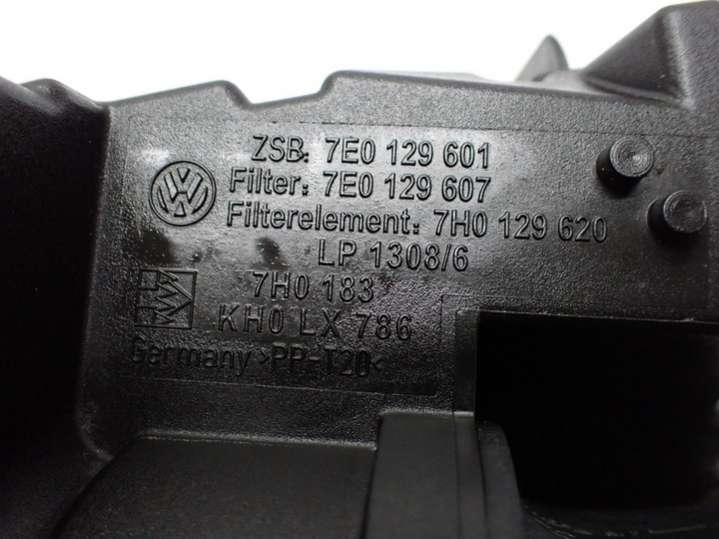 ZSB: 7E0 129 601
Filter: 7E0 129 607
Filterelement: 7H0 129 620
LP 1308/6
7H0 183
KH0 LX 786
Germany >PP-T20<